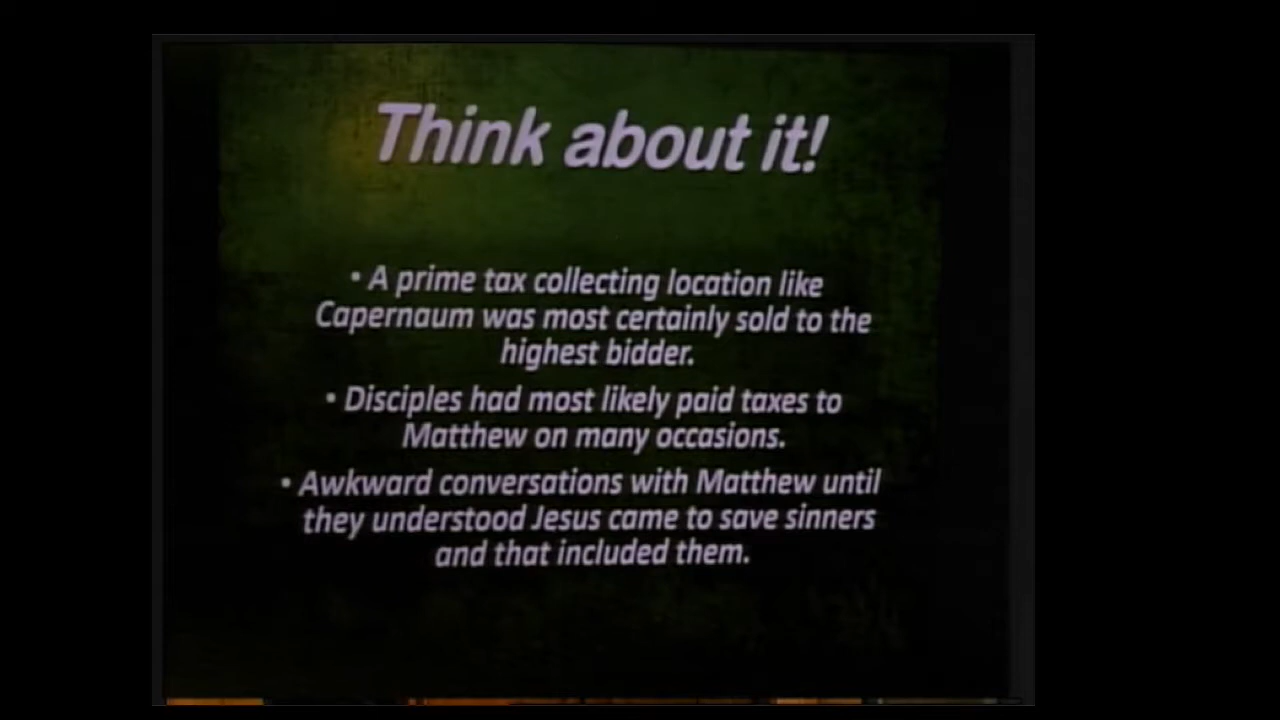 Think about it!
• A prime tax collecting location like
Capernaum was most certainly sold to the
highest bidder.
• Disciples had most likely paid taxes to
Matthew on many occasions.
• Awkward conversations with Matthew until
they understood Jesus came to save sinners
and that included them.